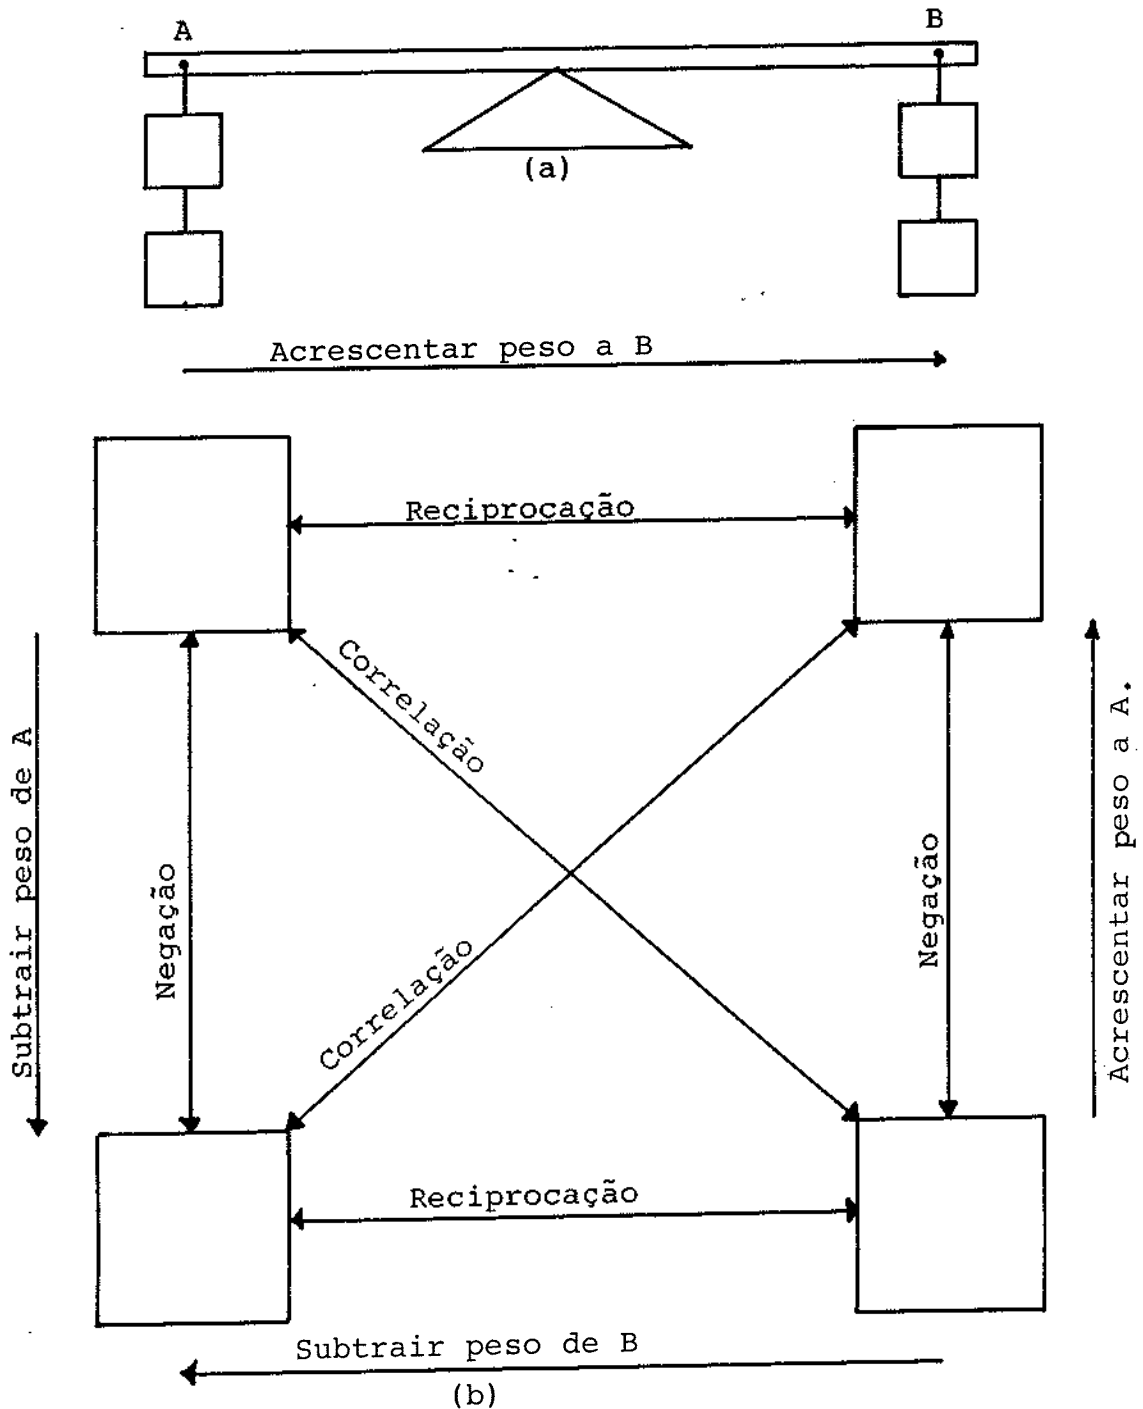 A
B
(a)
Acrescentar peso a B
Reciprocação
Correlação
Subtrair peso de A
Negação
Negação
Acrescentar peso a A.
Correlação
Reciprocação
Subtrair peso de B
(b)